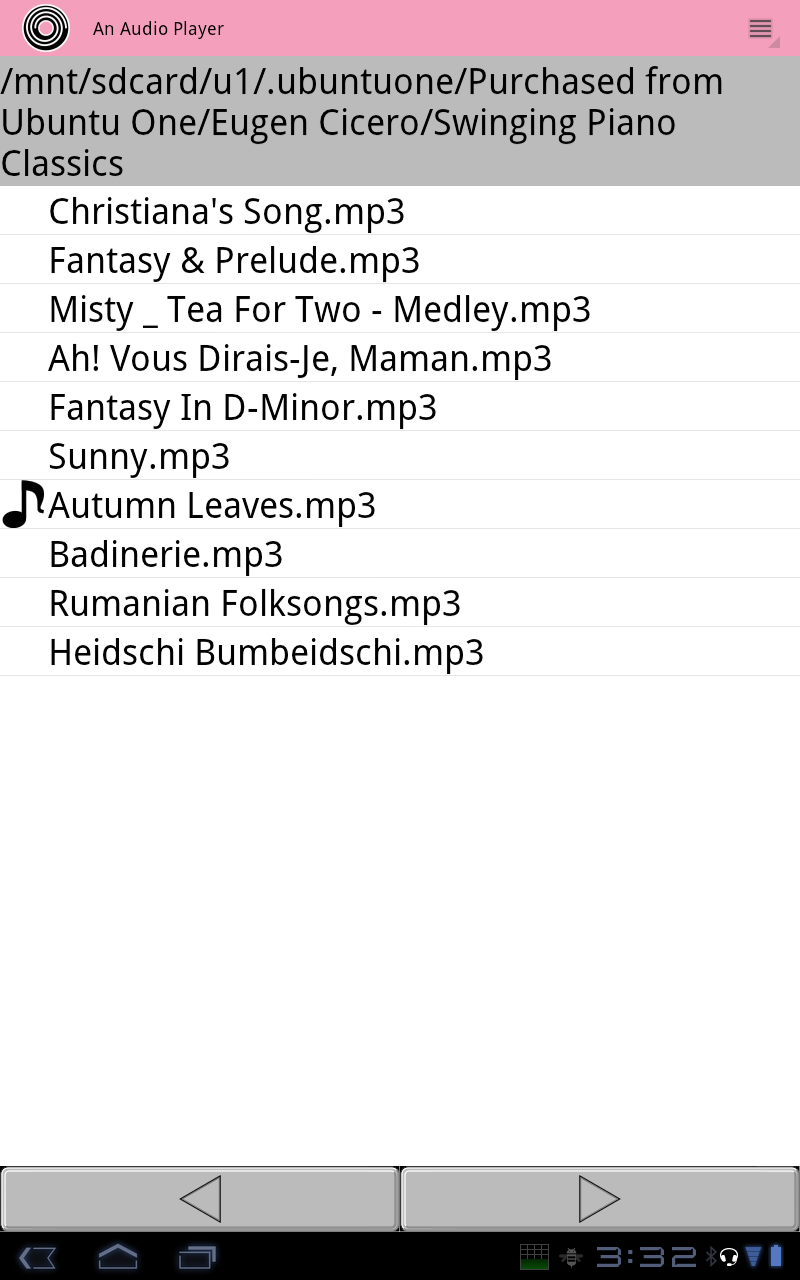 An Audio Player
/mnt/sdcard/u1/.ubuntuone/Purchased from
Ubuntu One/Eugen Cicero/Swinging Piano
Classics
Christiana's Song.mp3
Fantasy & Prelude.mp3
Misty _ Tea For Two - Medley.mp3
Ah! Vous Dirais-Je, Maman.mp3
Fantasy In D-Minor.mp3
Sunny.mp3
Autumn Leaves.mp3
Badinerie.mp3
Rumanian Folksongs.mp3
Heidschi Bumbeidschi.mp3
3:32